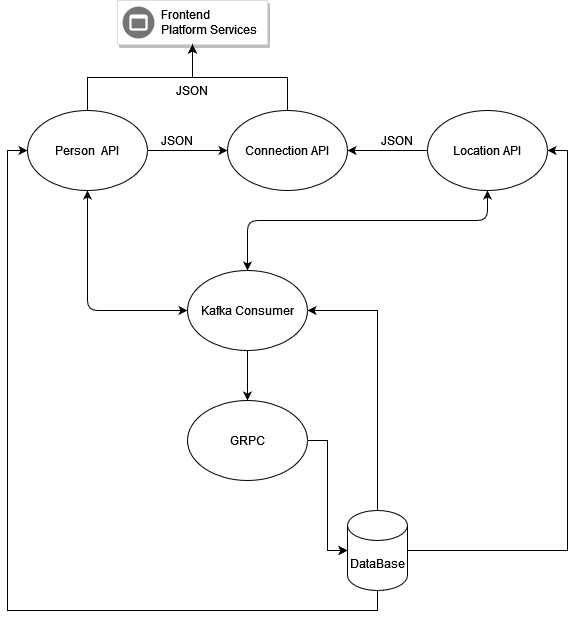 Frontend
Platform Services
JSON
Person API
JSON
Connection API
JSON
Location API
Kafka Consumer
GRPC
DataBase